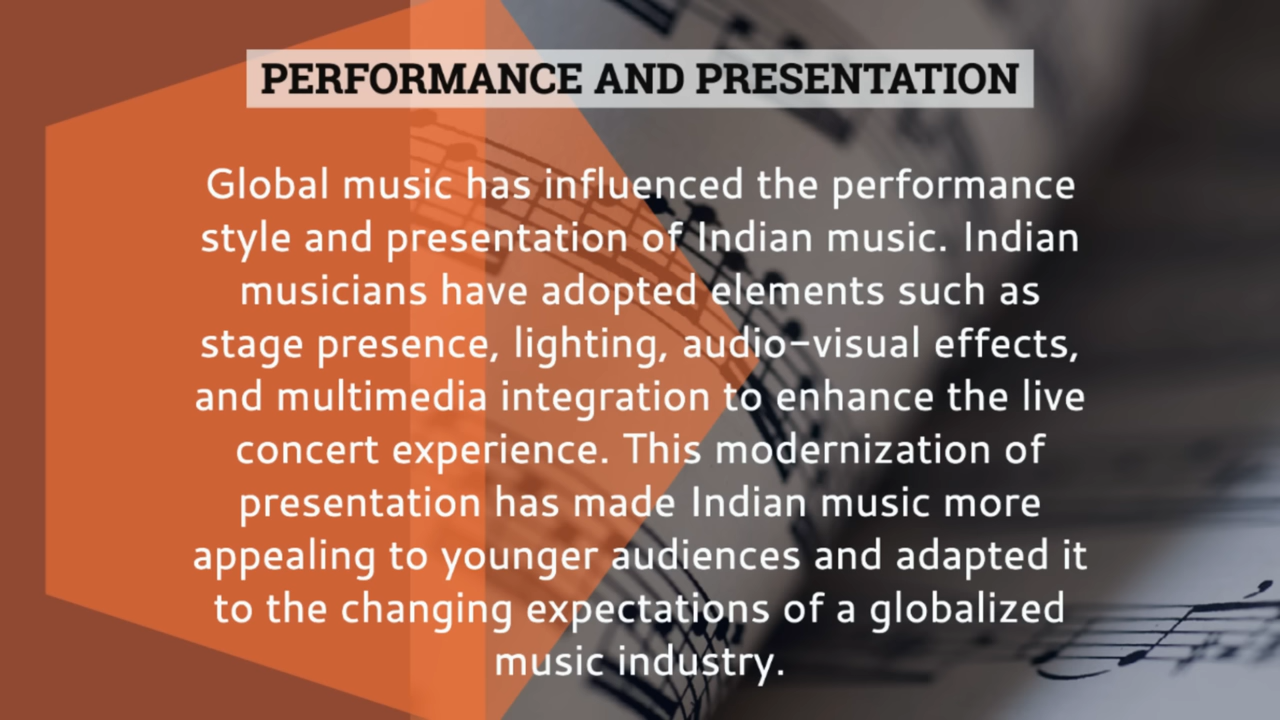 PERFORMANCE AND PRESENTATION
Global music has influenced the performance
style and presentation of Indian music. Indian
musicians have adopted elements such as
stage presence, lighting, audio-visual effects,
and multimedia integration to enhance the live
concert experience. This modernization of
presentation has made Indian music more
appealing to younger audiences and adapted it
to the changing expectations of a globalized
music industry.